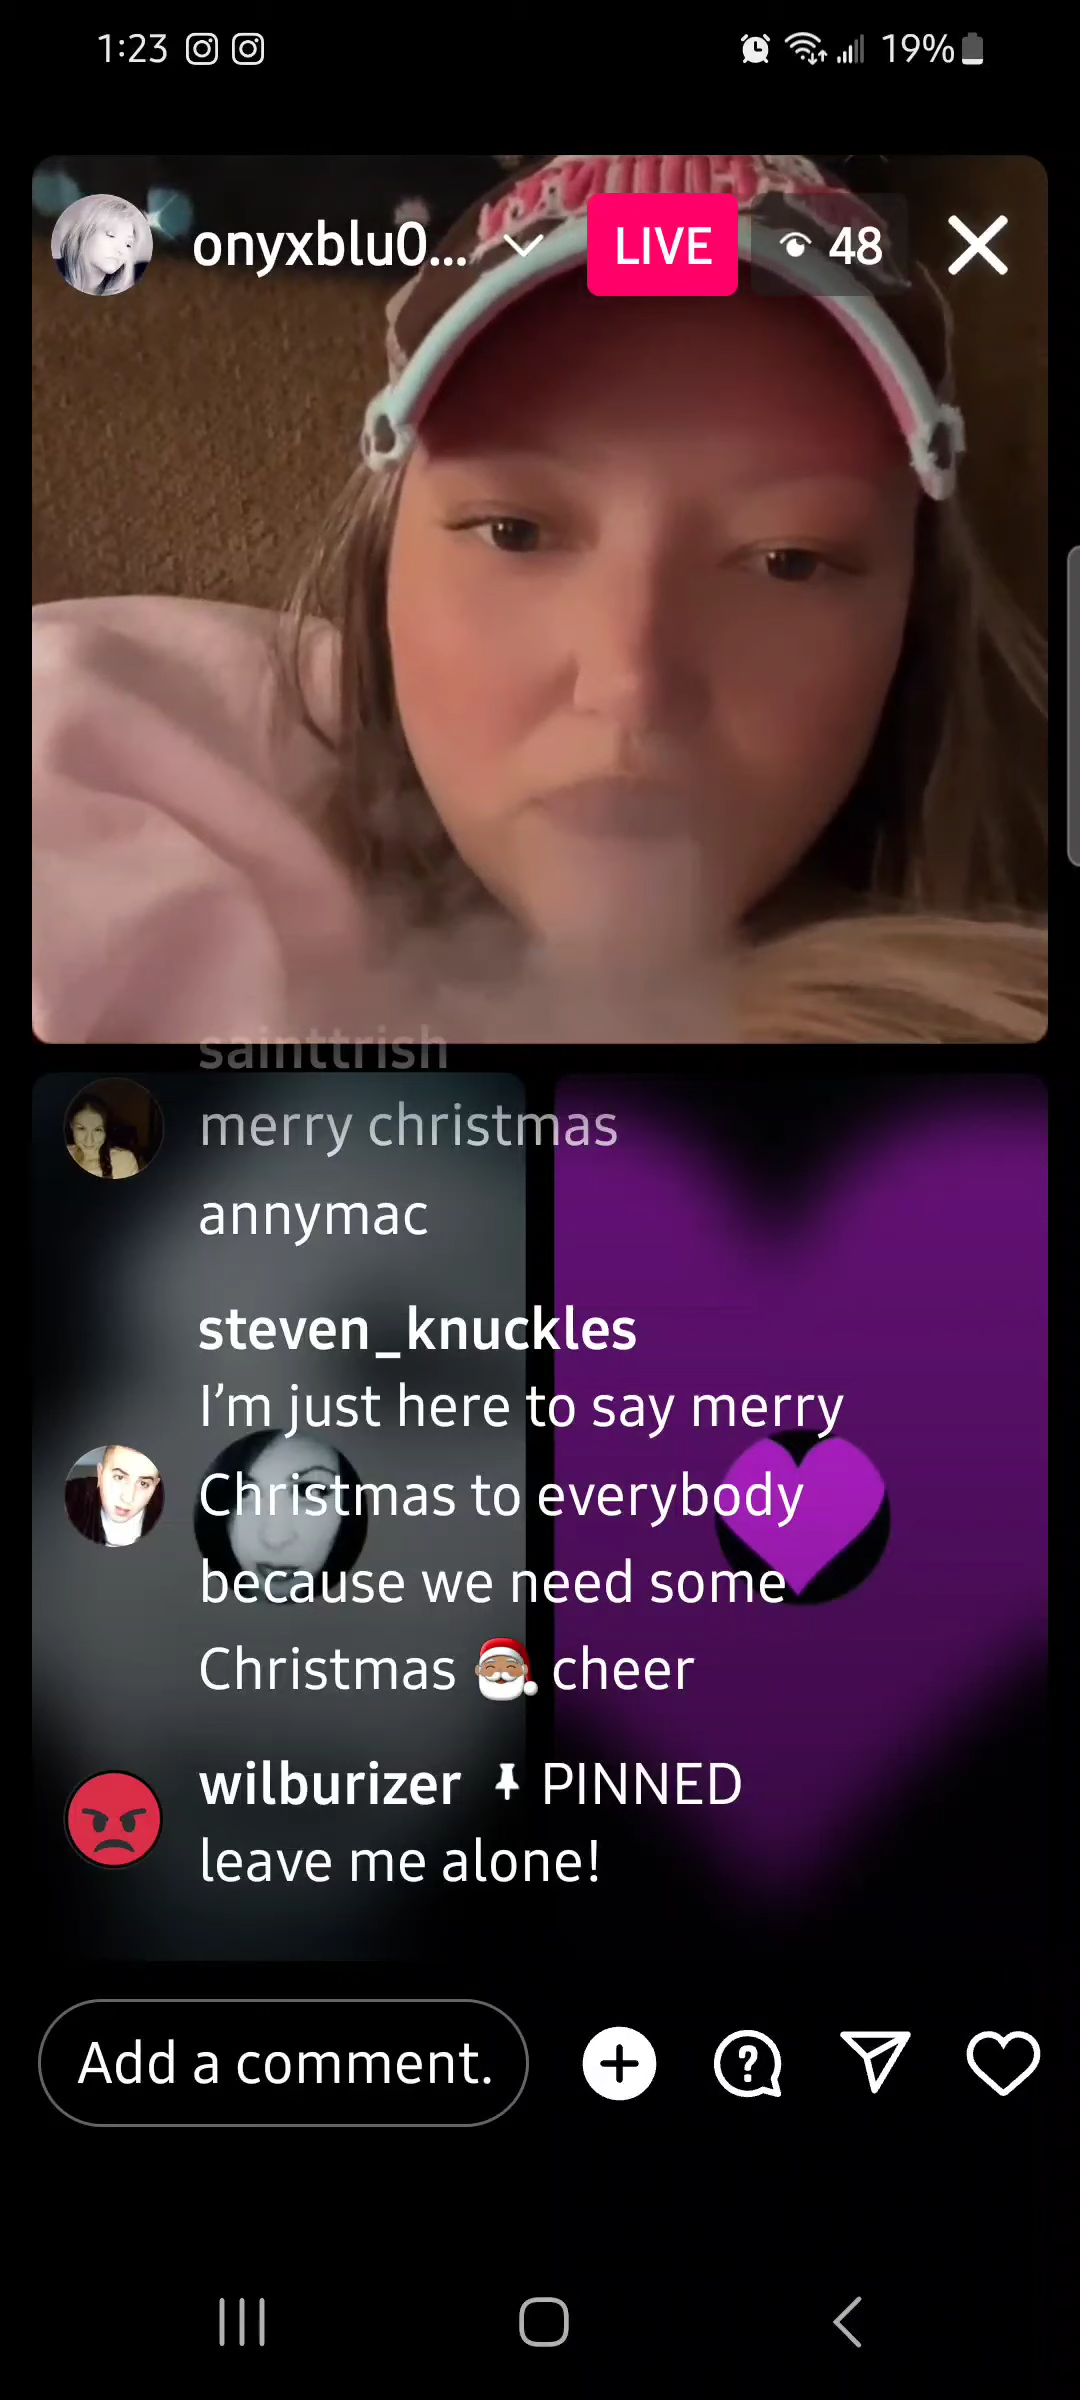 1:23
19%
onyxblu0...
LIVE
48
sainttrish
merry christmas
annymac
steven_knuckles
I'm just here to say merry
Christmas to everybody
because we need some
Christmas 🎅🏽 cheer
wilburizer PINNED
leave me alone!
Add a comment.